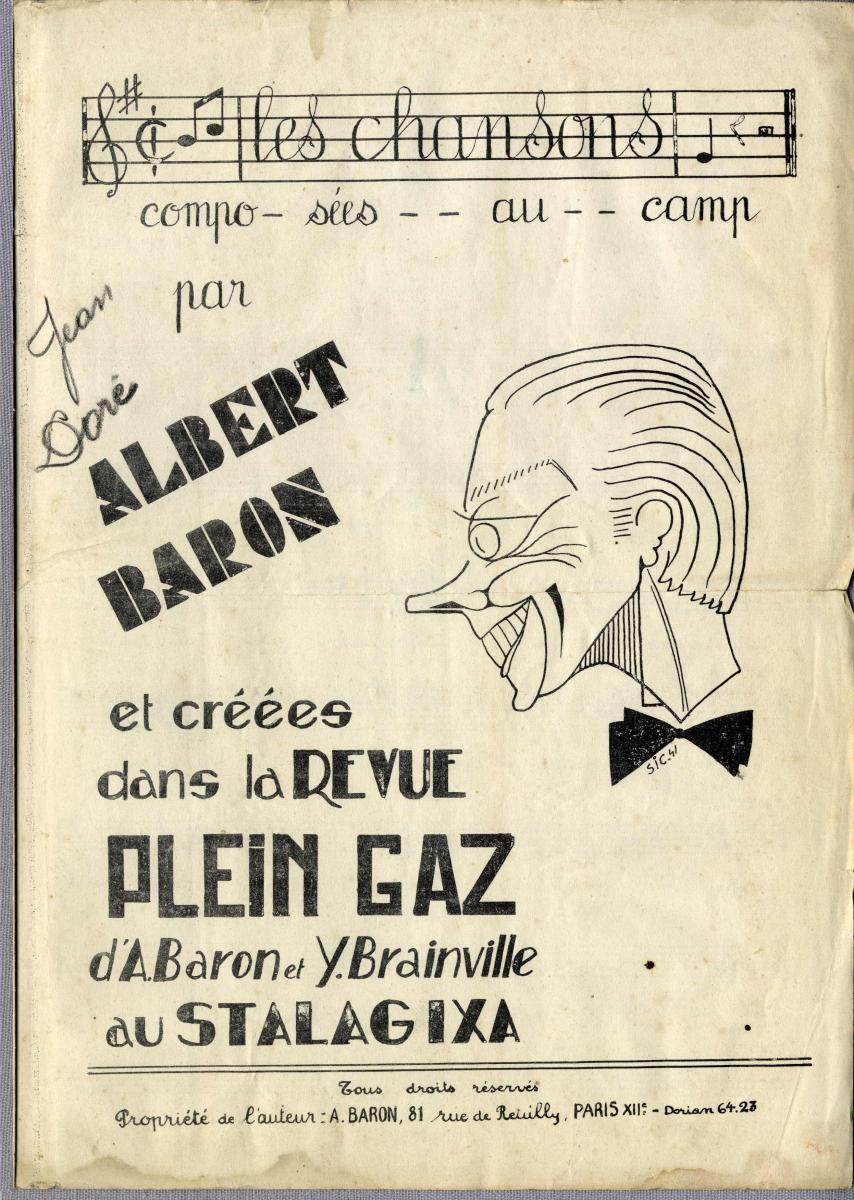 les chansons
compo- sées - - au - - camp
par
Jean
Doré
ALBERT
BARON
SIC.41
et créées
dans la REVUE
PLEIN GAZ
d'A.Baron et Y.Brainville
au STALAG IXA
Tous droits réservés
Propriété de l'auteur : A. BARON, 81 rue de Reuilly, PARIS XIIe. - Dorian 64.23